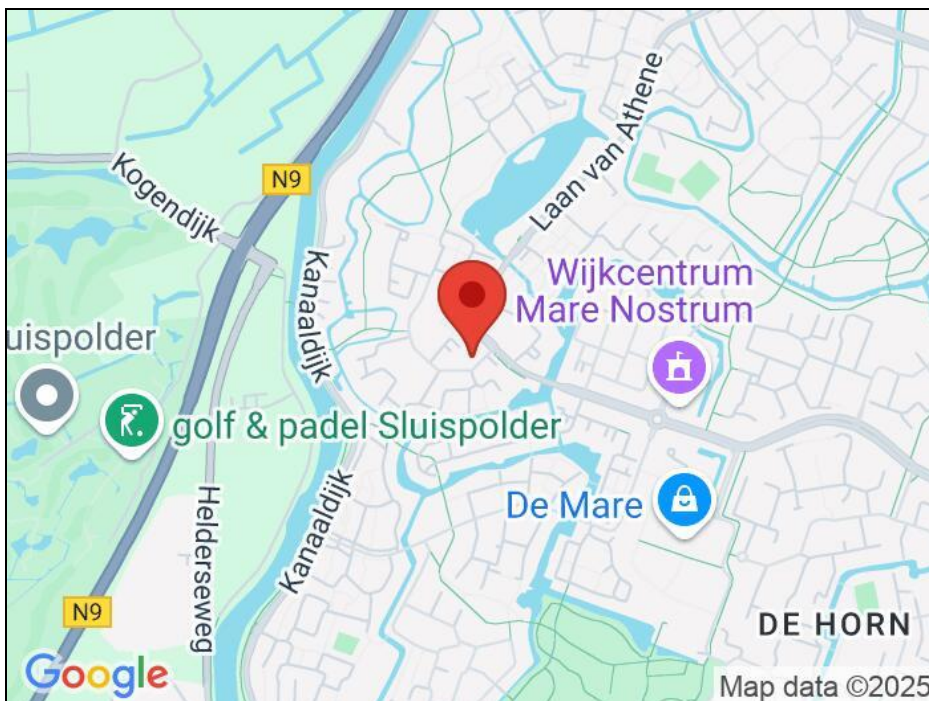 Laan van Athene
N9
Kogendijk
Kanaaldijk
Wijkcentrum
Mare Nostrum
uispolder
golf & padel Sluispolder
De Mare
Helderseweg
Kanaaldijk
N9
DE HORN
Google
Map data ©2025